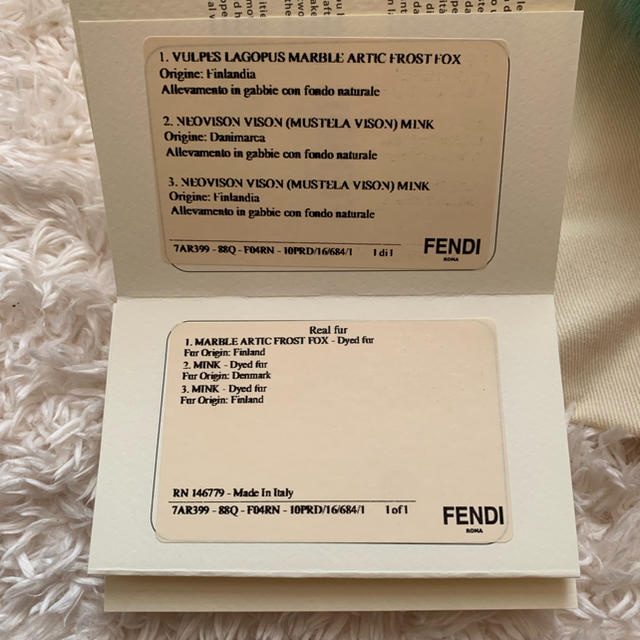 1. VULPES LAGOPUS MARBLE ARTIC FROST FOX
Origine: Finlandia
Allevamento in gabbie con fondo naturale
2. NEOVISON VISON (MUSTELA VISON) MINK
Origine: Danimarca
Allevamento in gabbie con fondo naturale
3. NEOVISON VISON (MUSTELA VISON) MINK
Origine: Finlandia
Allevamento in gabbie con fondo naturale
7AR399 - 88Q - F04RN - 10PRD/16/684/1 1 di 1
FENDI
ROMA
Real fur
1. MARBLE ARTIC FROST FOX - Dyed fur
Fur Origin: Finland
2. MINK - Dyed fur
Fur Origin: Denmark
3. MINK - Dyed fur
Fur Origin: Finland
RN 146779 - Made In Italy
7AR399 - 88Q - F04RN - 10PRD/16/684/1 1 of 1
FENDI
ROMA